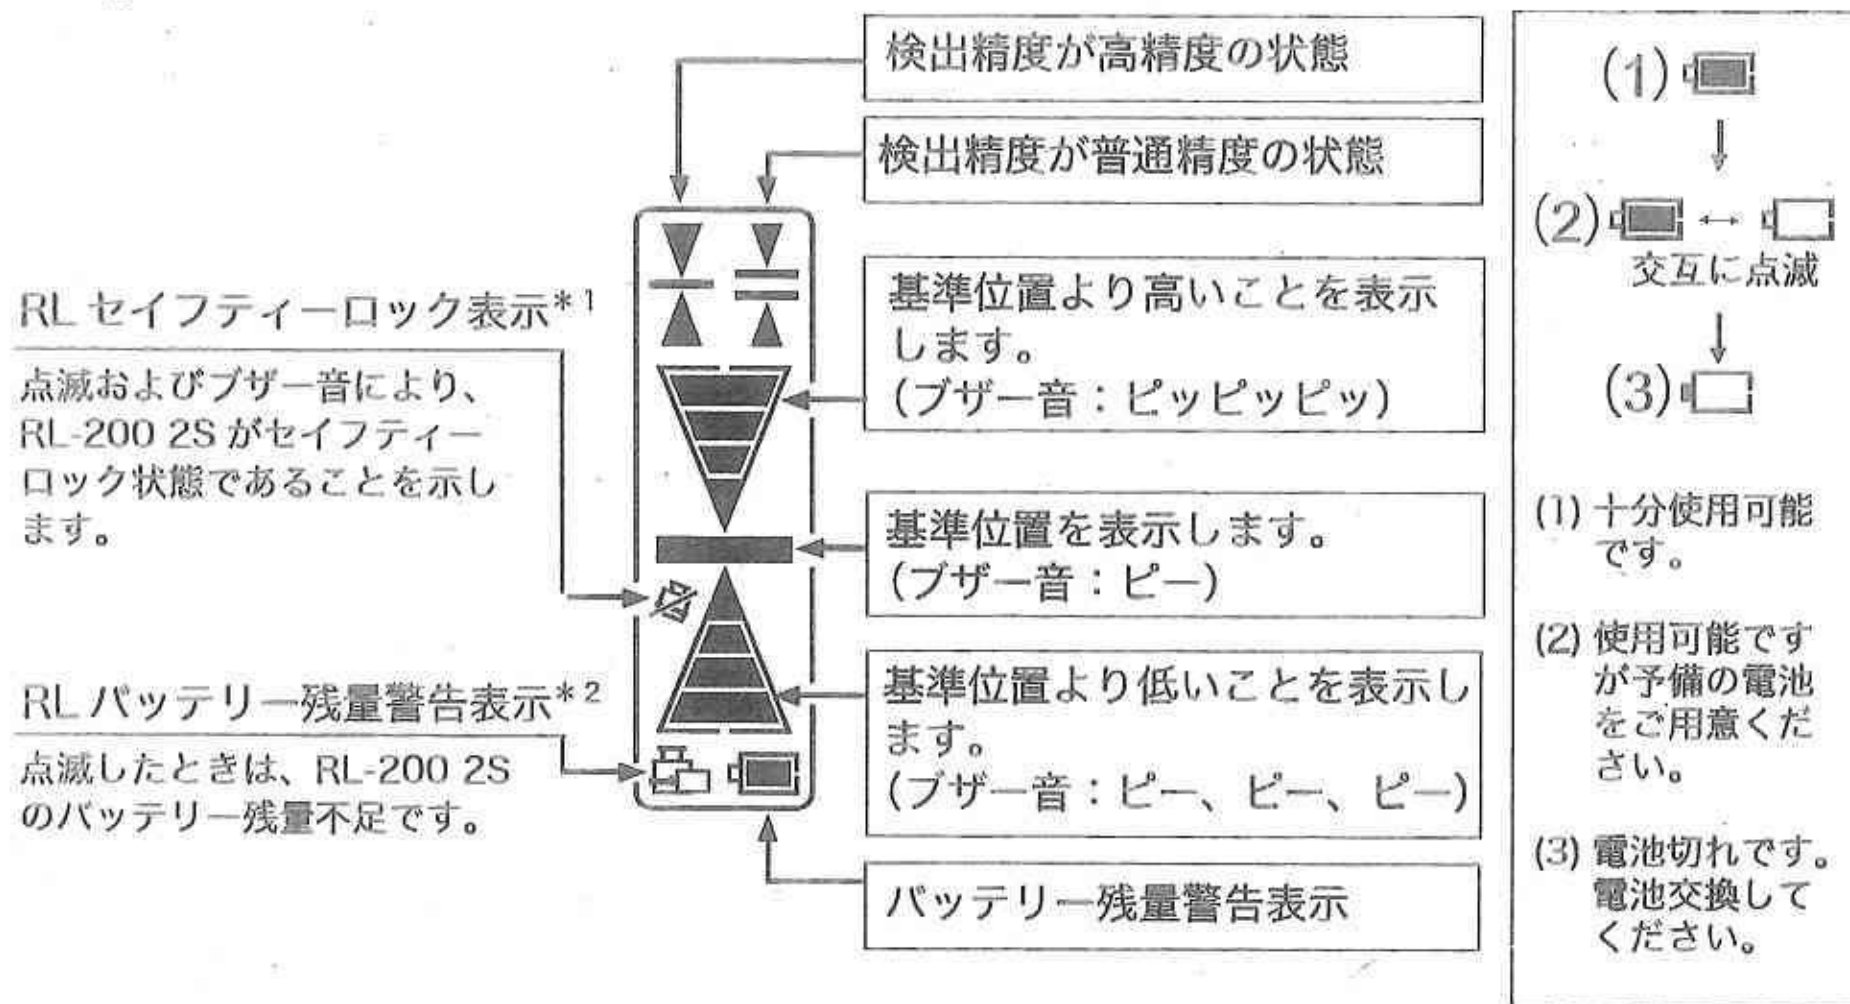 検出精度が高精度の状態
検出精度が普通精度の状態
基準位置より高いことを表示
します。
(ブザー音：ピッピッピッ)
基準位置を表示します。
(ブザー音：ピー)
基準位置より低いことを表示し
ます。
(ブザー音：ピー、ピー、ピー)
バッテリー残量警告表示
RL セイフティーロック表示*1
点滅およびブザー音により、
RL-200 2S がセイフティー
ロック状態であることを示し
ます。
RL バッテリー残量警告表示*2
点滅したときは、RL-200 2S
のバッテリー残量不足です。
(1)
(2)
交互に点滅
(3)
(1) 十分使用可能
です。
(2) 使用可能です
が予備の電池
をご用意くだ
さい。
(3) 電池切れです。
電池交換して
ください。